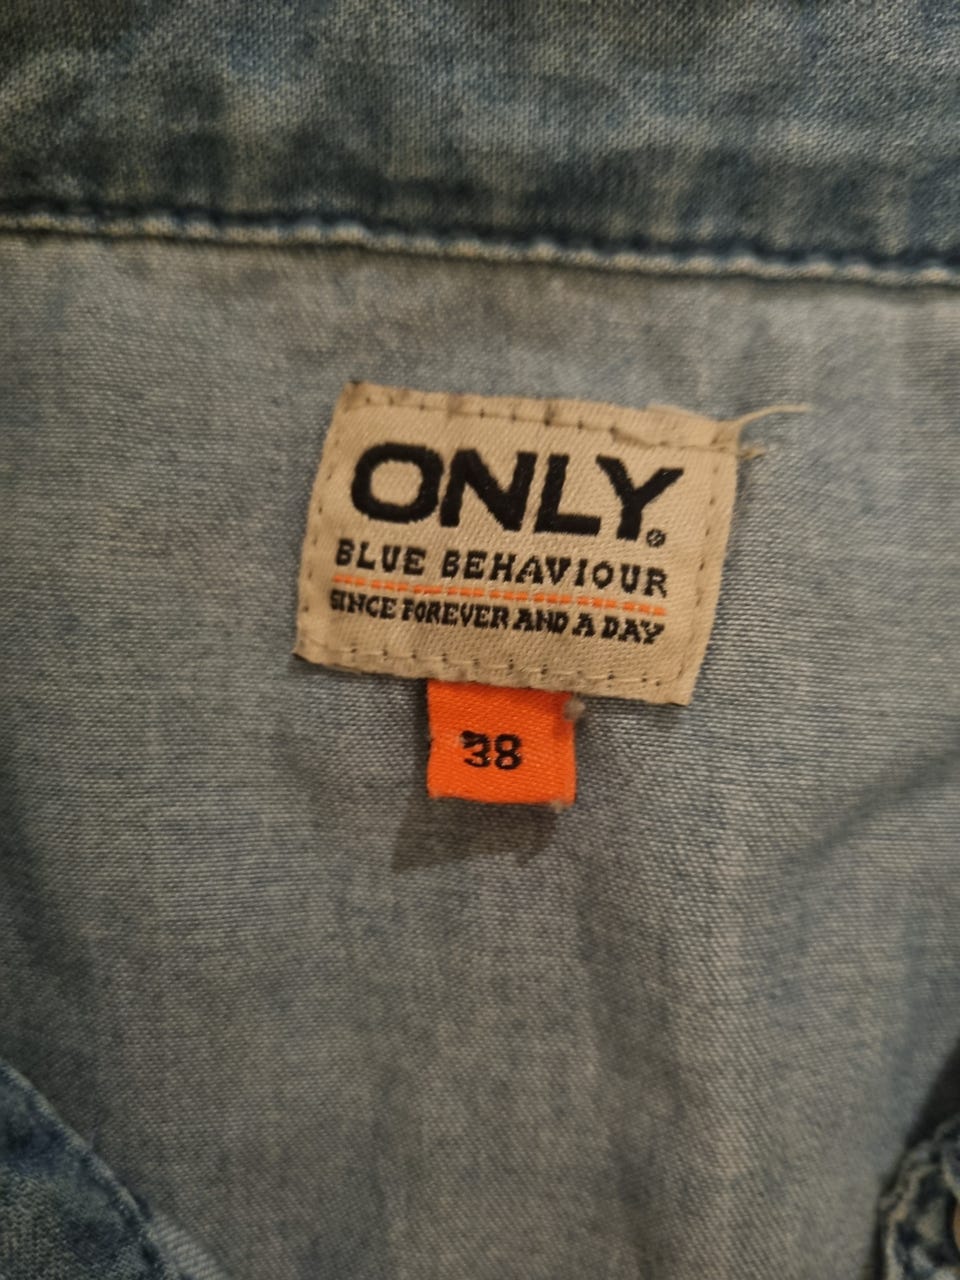 ONLY®
BLUE BEHAVIOUR
SINCE FOREVER AND A DAY
38